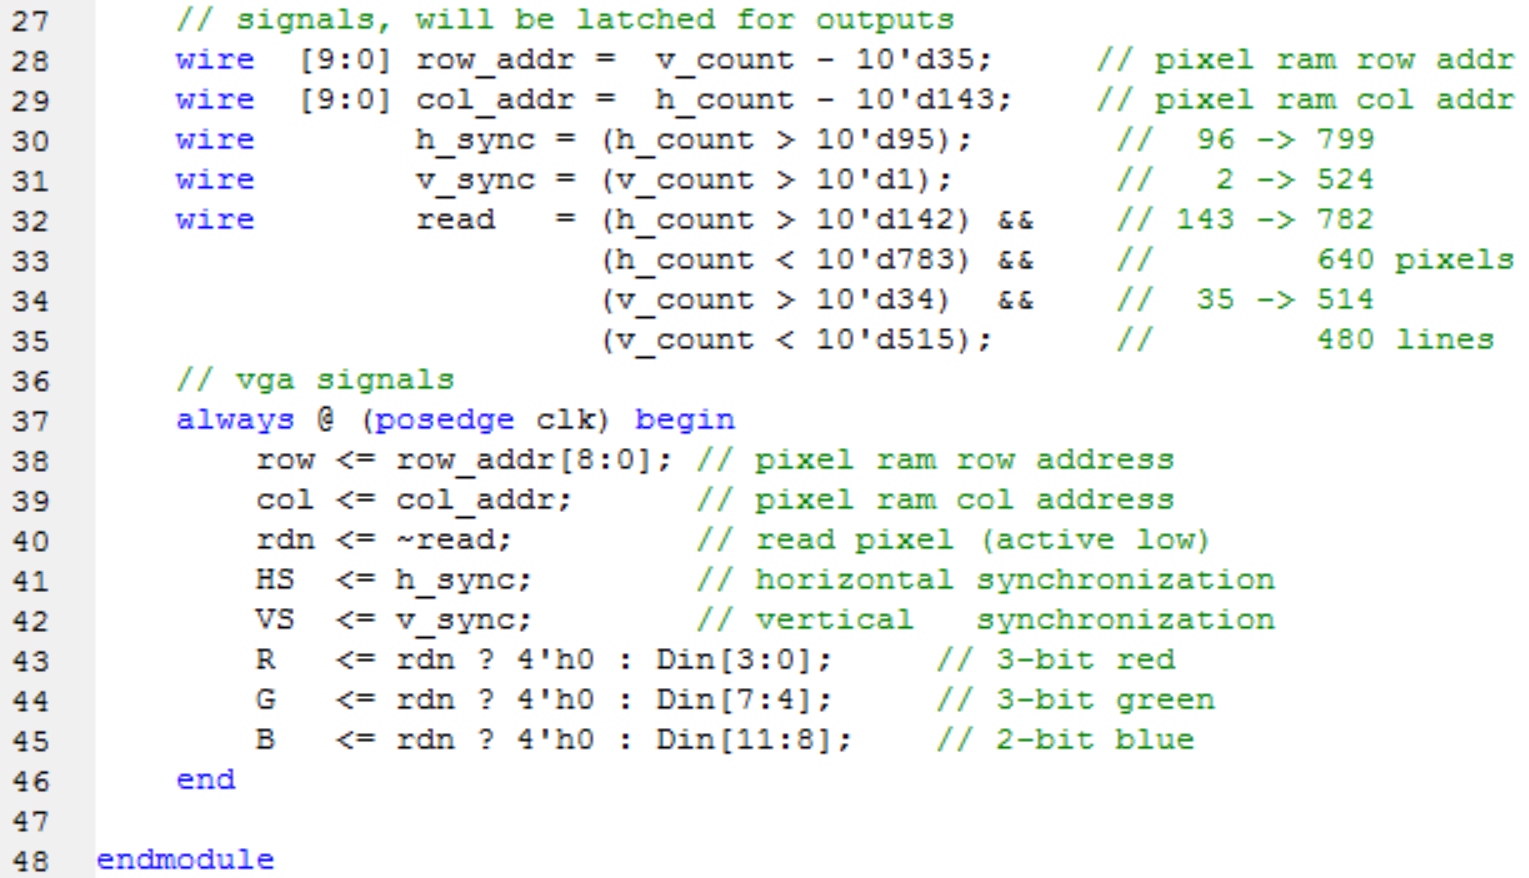 27 // signals, will be latched for outputs
28 wire [9:0] row_addr = v_count - 10'd35; // pixel ram row addr
29 wire [9:0] col_addr = h_count - 10'd143; // pixel ram col addr
30 wire h_sync = (h_count > 10'd95); // 96 -> 799
31 wire v_sync = (v_count > 10'd1); // 2 -> 524
32 wire read = (h_count > 10'd142) && // 143 -> 782
33 (h_count < 10'd783) && // 640 pixels
34 (v_count > 10'd34) && // 35 -> 514
35 (v_count < 10'd515); // 480 lines
36 // vga signals
37 always @ (posedge clk) begin
38 row <= row_addr[8:0]; // pixel ram row address
39 col <= col_addr; // pixel ram col address
40 rdn <= ~read; // read pixel (active low)
41 HS <= h_sync; // horizontal synchronization
42 VS <= v_sync; // vertical synchronization
43 R <= rdn ? 4'h0 : Din[3:0]; // 3-bit red
44 G <= rdn ? 4'h0 : Din[7:4]; // 3-bit green
45 B <= rdn ? 4'h0 : Din[11:8]; // 2-bit blue
46 end
47
48 endmodule